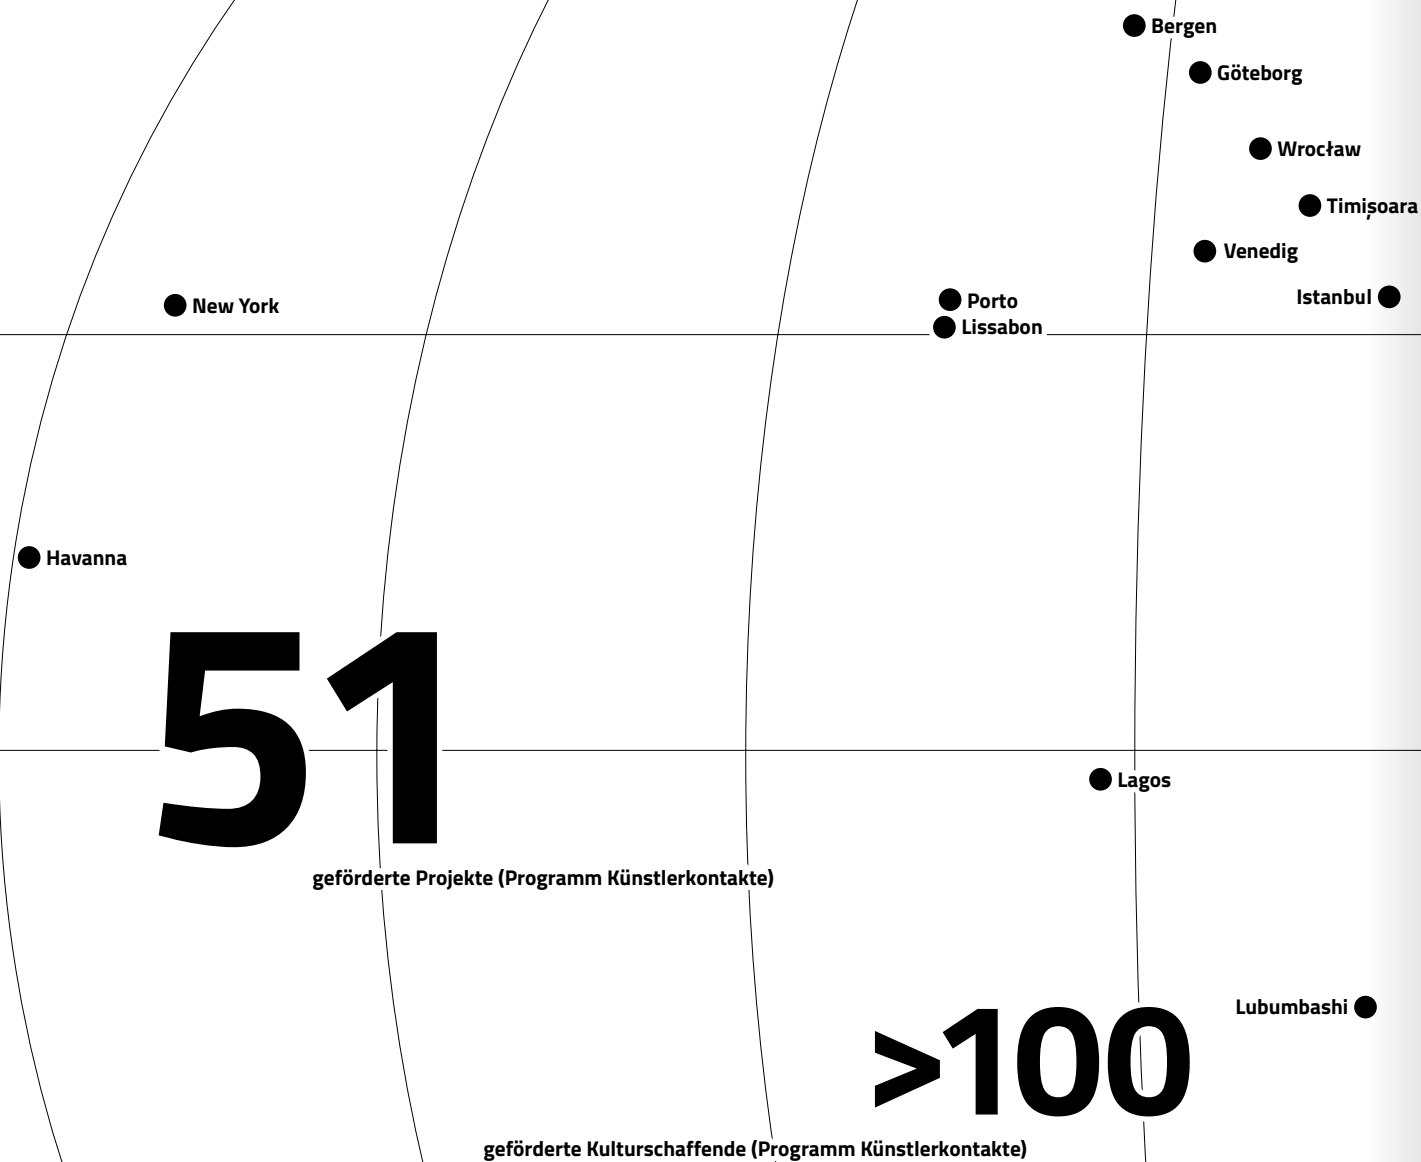 Bergen
Göteborg
Wrocław
Timișoara
Venedig
Istanbul
Porto
New York
Lissabon
Havanna
51
Lagos
geförderte Projekte (Programm Künstlerkontakte)
Lubumbashi
>100
geförderte Kulturschaffende (Programm Künstlerkontakte)